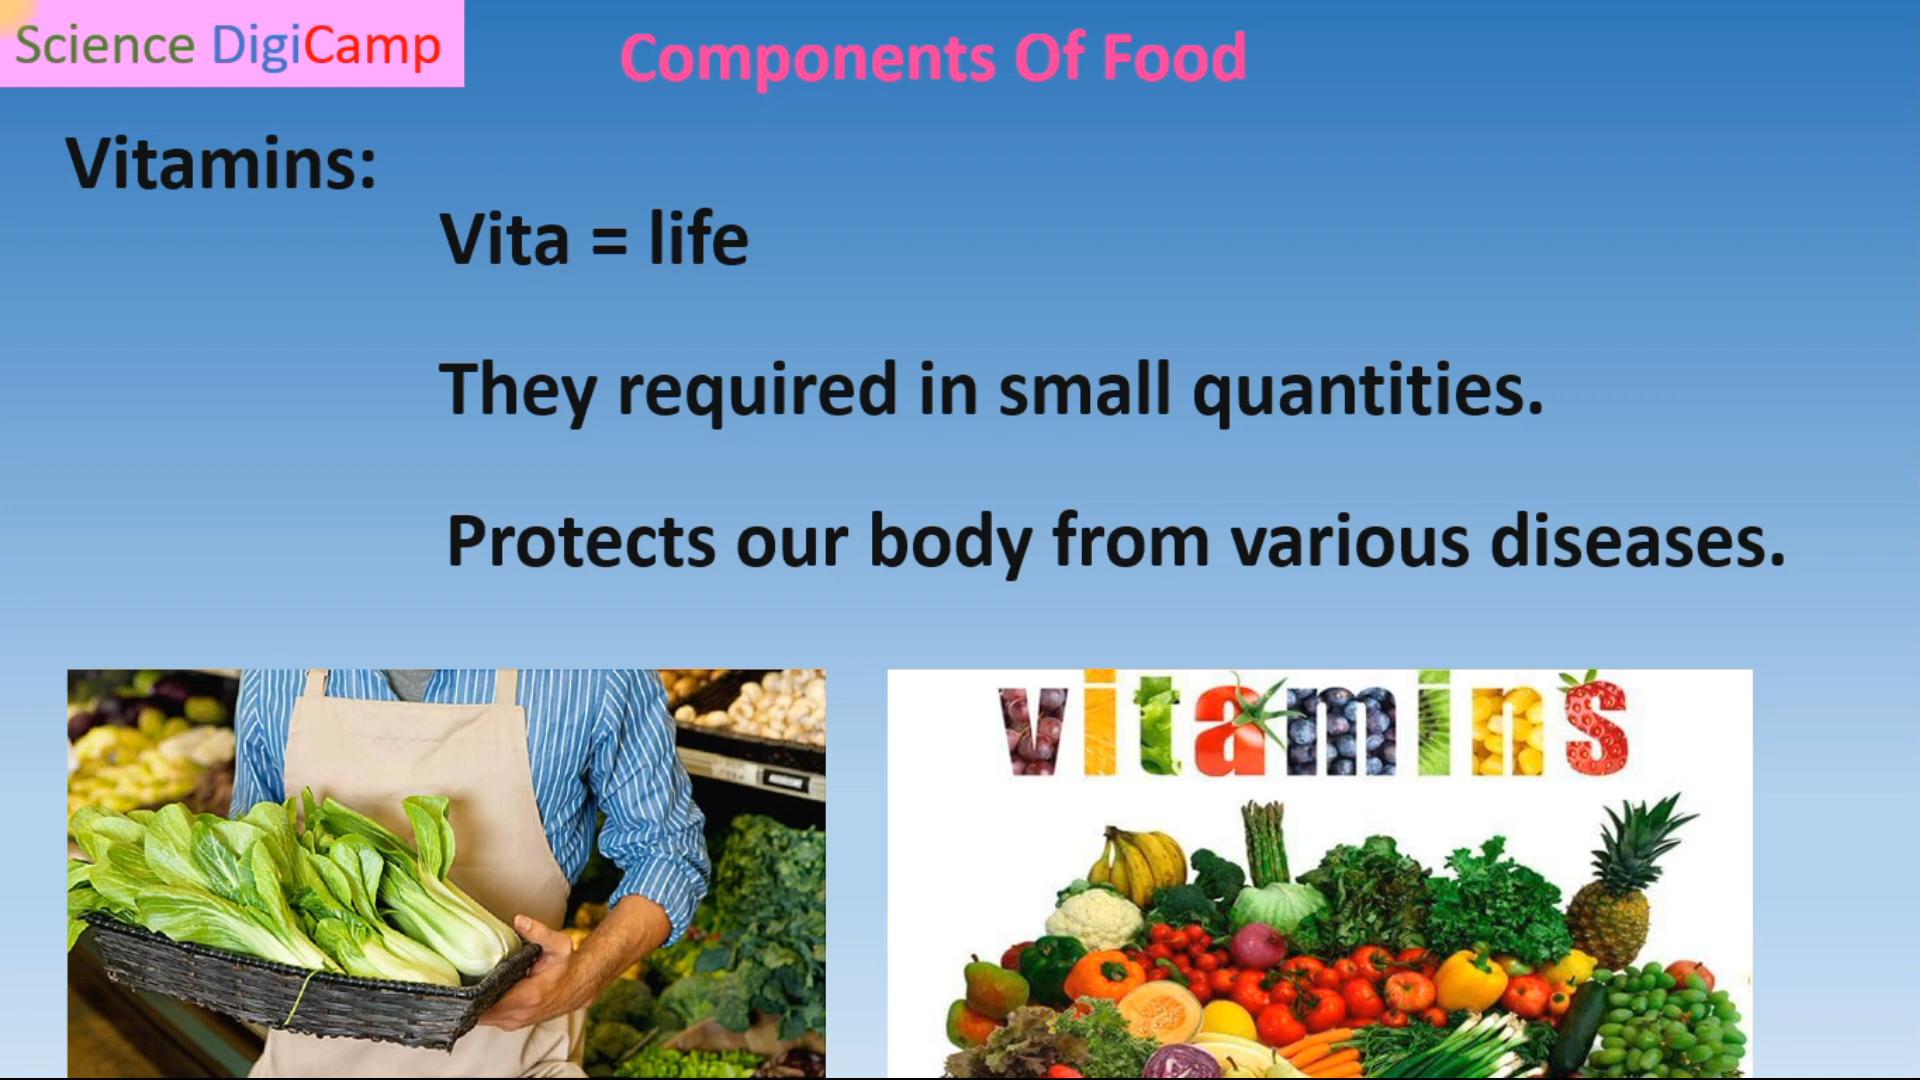 Science DigiCamp
Components Of Food
Vitamins:
Vita = life
They required in small quantities.
Protects our body from various diseases.
vitamins